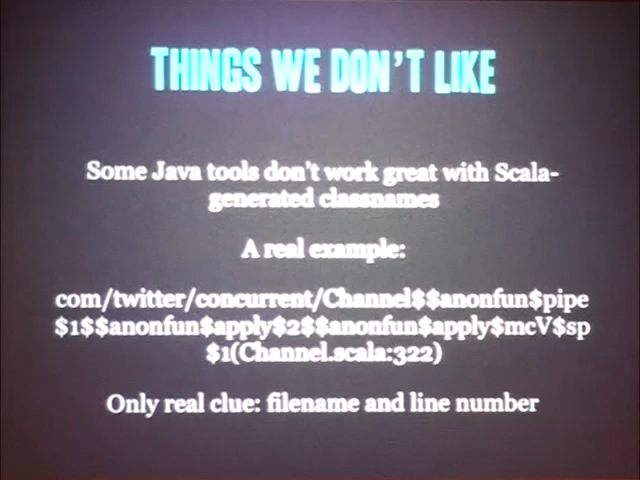 THINGS WE DON'T LIKE
Some Java tools don't work great with Scala-
generated classnames
A real example:
com/twitter/concurrent/Channel$$anonfun$pipe
$1$$anonfun$apply$2$$anonfun$apply$mcV$sp
$1(Channel.scala:322)
Only real clue: filename and line number